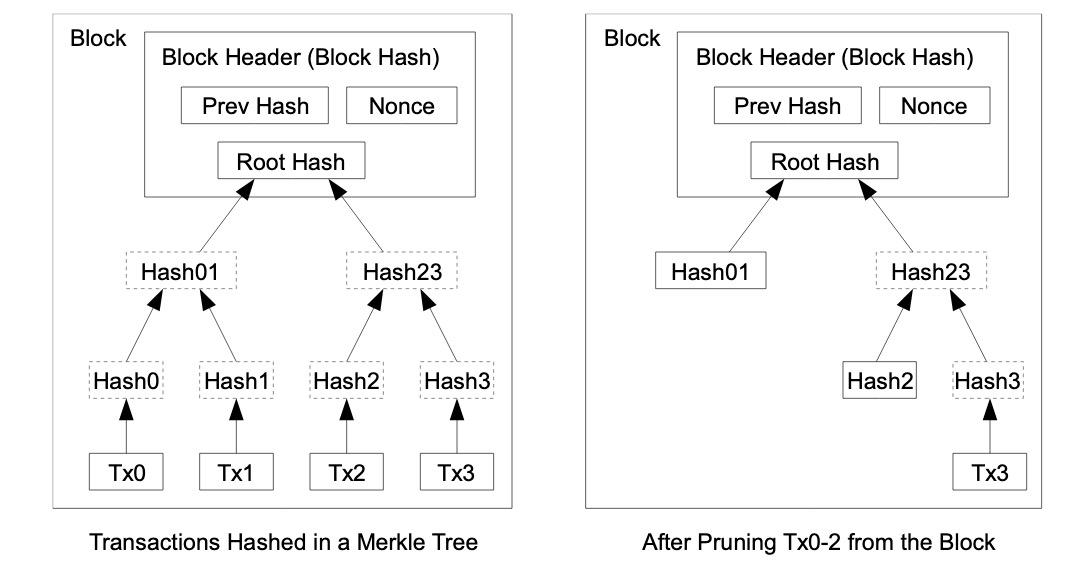 Block
Block Header (Block Hash)
Prev Hash
Nonce
Root Hash
Hash01
Hash23
Hash0
Hash1
Hash2
Hash3
Tx0
Tx1
Tx2
Tx3
Transactions Hashed in a Merkle Tree
Block
Block Header (Block Hash)
Prev Hash
Nonce
Root Hash
Hash01
Hash23
Hash2
Hash3
Tx3
After Pruning Tx0-2 from the Block